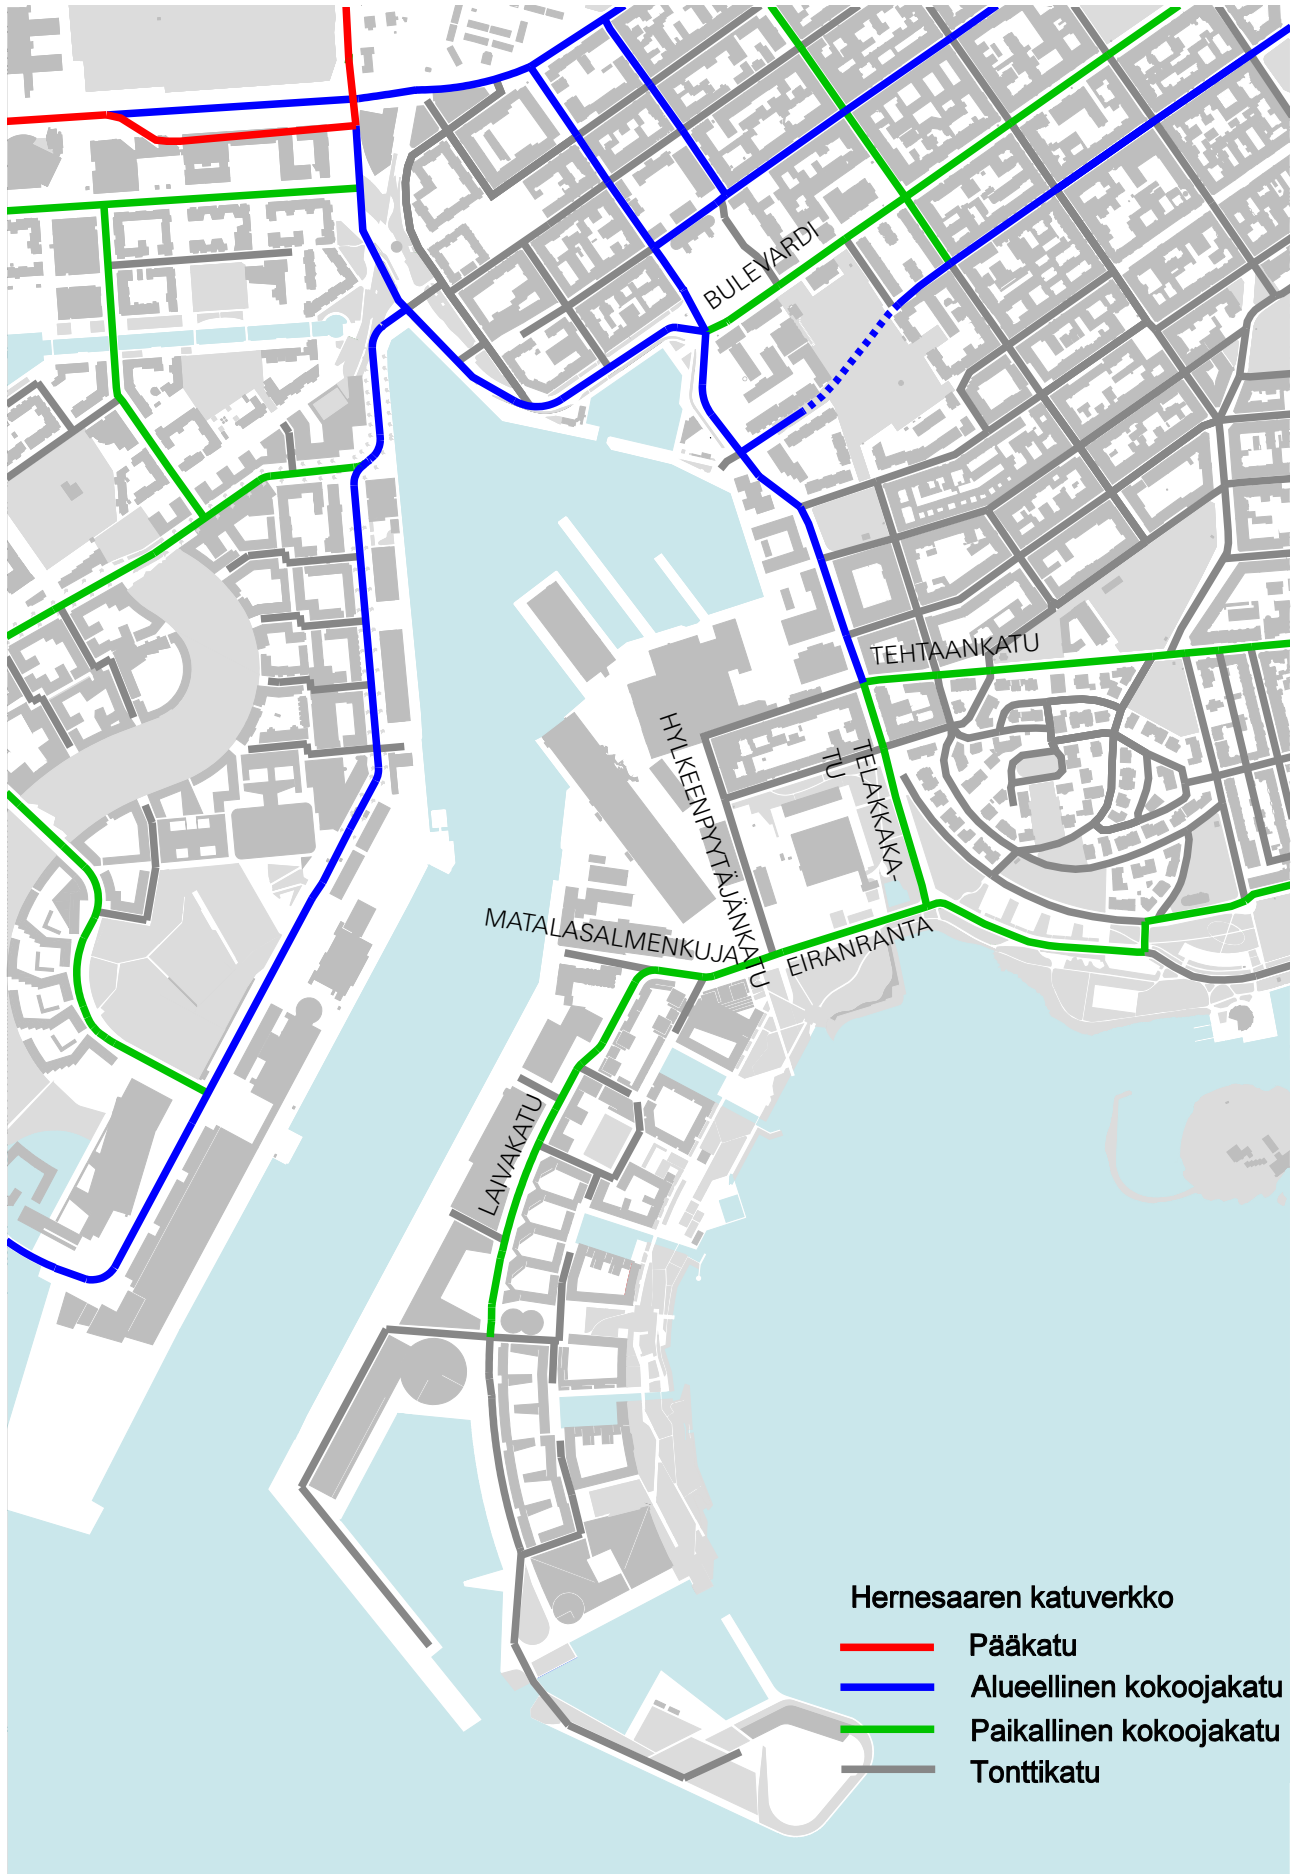 BULEVARDI
TEHTAANKATU
HYLKEENPYYTÄJÄNKATU
TELAKKAKA-
TU
MATALASALMENKUJA
EIRANRANTA
LAIVAKATU
Hernesaaren katuverkko
Pääkatu
Alueellinen kokoojakatu
Paikallinen kokoojakatu
Tonttikatu